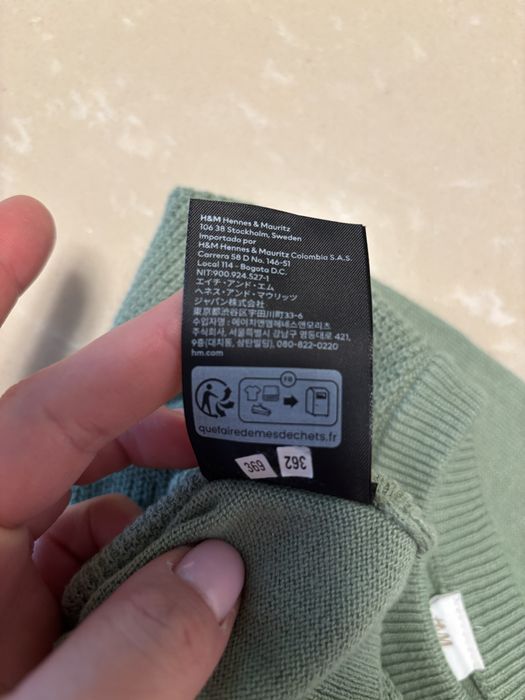 H&M Hennes & Mauritz
106 38 Stockholm, Sweden
Importado por
H&M Hennes & Mauritz Colombia S.A.S.
Carrera 58 D No. 146-51
Local 114 - Bogota D.C.
NIT:900.924.527-1
エイチ・アンド・エム
ヘネス・アンド・マウリッツ
ジャパン株式会社
東京都渋谷区宇田川町33-6
수입자명 : 에이치앤엠헤네스앤모리츠
주식회사, 서울특별시 강남구 영동대로 421,
9층(대치동, 삼탄빌딩), 080-822-0220
hm.com
FR
quefairedemesdechets.fr
369
362
HM